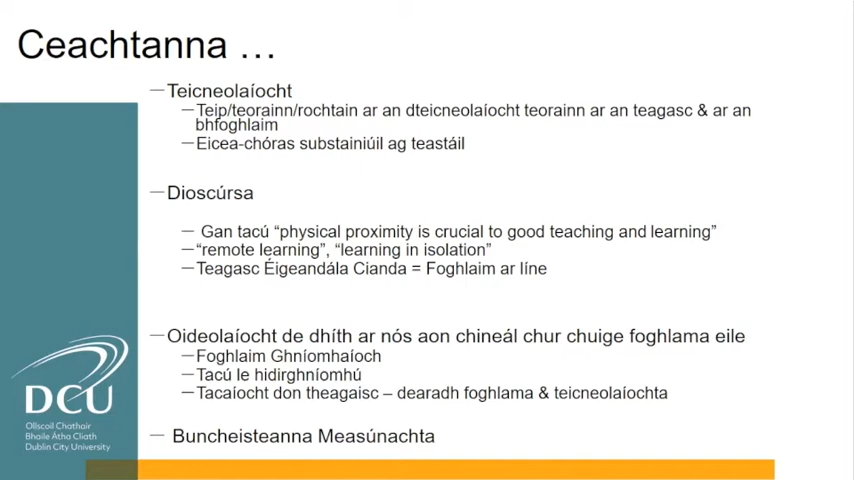 Ceachtanna …
—Teicneolaíocht
—Teip/teorainn/rochtain ar an dteicneolaíocht teorainn ar an teagasc & ar an
bhfoghlaim
—Eicea-chóras substainiúil ag teastáil
—Dioscúrsa
— Gan tacú “physical proximity is crucial to good teaching and learning”
—“remote learning”, “learning in isolation”
—Teagasc Éigeandála Cianda = Foghlaim ar líne
—Oideolaíocht de dhíth ar nós aon chineál chur chuige foghlama eile
—Foghlaim Ghníomhaíoch
—Tacú le hidirghníomhú
—Tacaíocht don theagaisc – dearadh foghlama & teicneolaíochta
— Buncheisteanna Measúnachta
DCU
Ollscoil Chathair
Bhaile Átha Cliath
Dublin City University